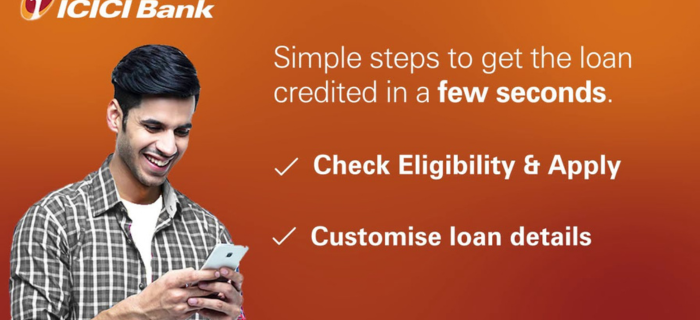 ICICI Bank
Simple steps to get the loan
credited in a few seconds.
Check Eligibility & Apply
Customise loan details